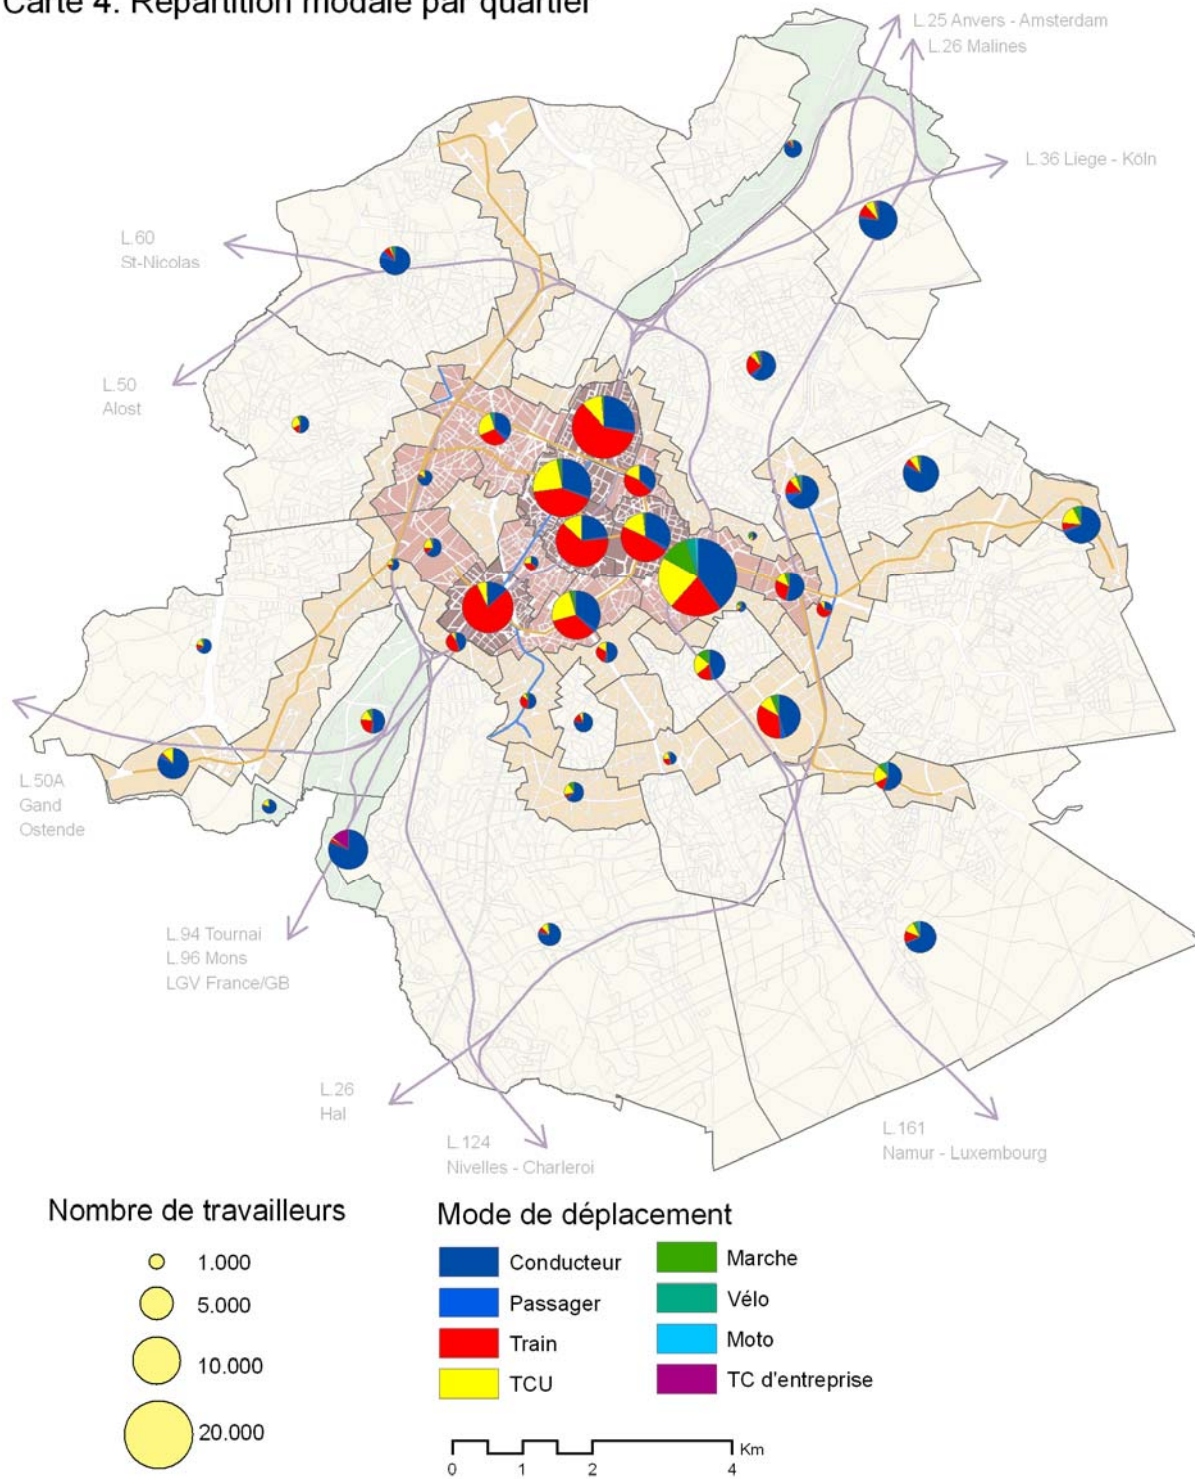 Carte 4. Répartition modale par quartier
L.25 Anvers - Amsterdam
L.26 Malines
L.36 Liege - Köln
L.60
St-Nicolas
L.50
Alost
L.50A
Gand
Ostende
L.94 Tournai
L.96 Mons
LGV France/GB
L.26
Hal
L.124
Nivelles - Charleroi
L.161
Namur - Luxembourg
Nombre de travailleurs
1.000
5.000
10.000
20.000
Mode de déplacement
Conducteur
Passager
Train
TCU
Marche
Vélo
Moto
TC d'entreprise
Km
0 1 2 4